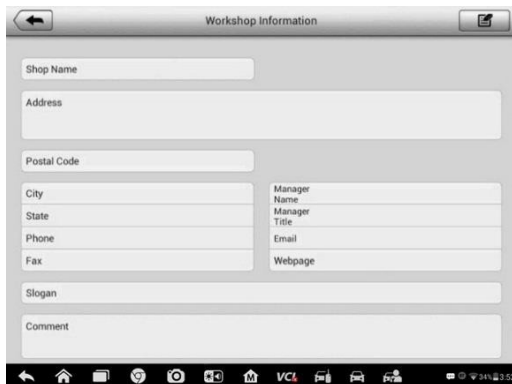 Workshop Information
Shop Name
Address
Postal Code
City
State
Phone
Fax
Manager
Name
Manager
Title
Email
Webpage
Slogan
Comment
M
VCI
34%